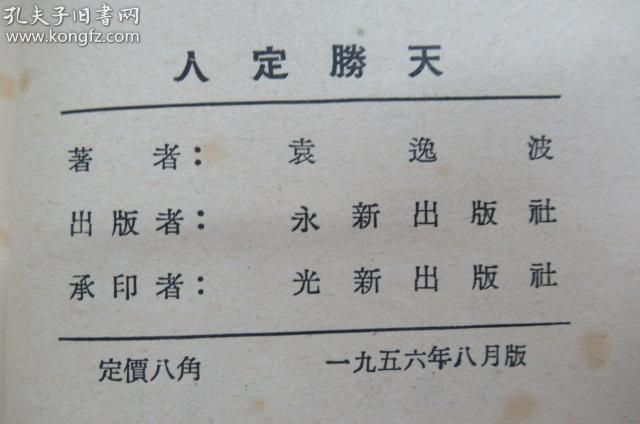 孔夫子旧书网
www.kongfz.com
人定勝天
著者：袁逸波
出版者：永新出版社
承印者：光新出版社
定價八角 一九五六年八月版